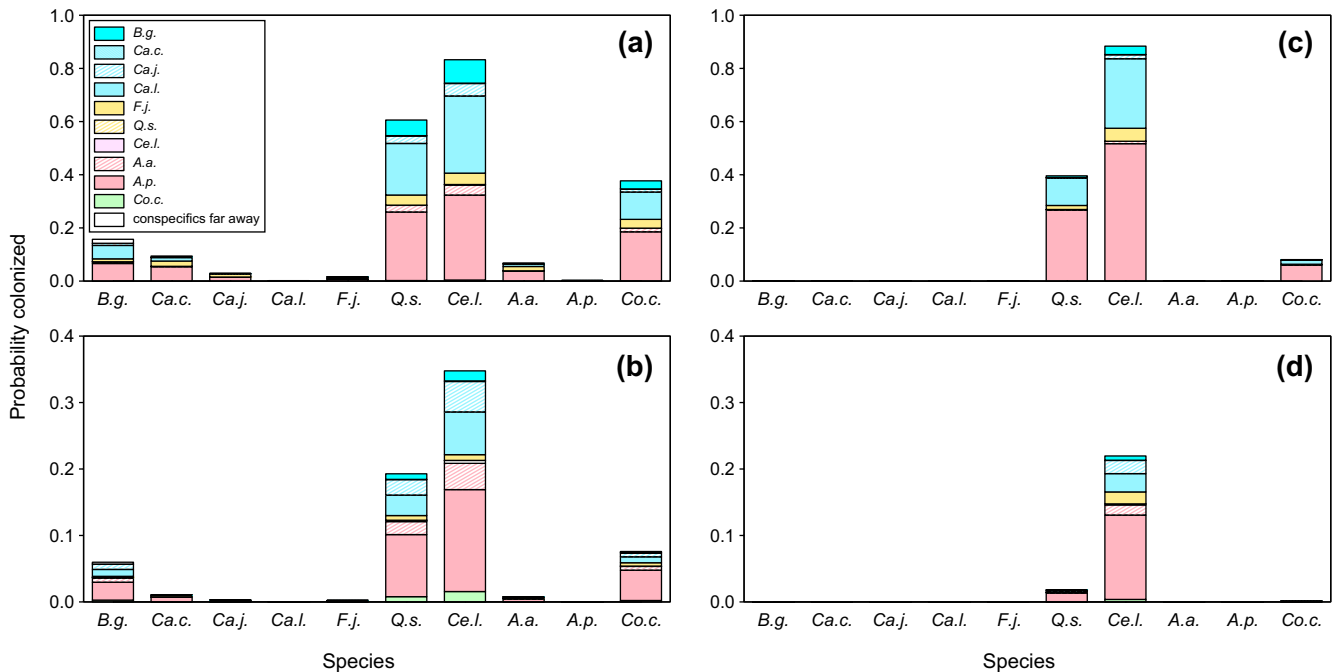 Probability colonized
1.0
0.8
0.6
0.4
0.2
0.0
B.g.
Ca.c.
Ca.j.
Ca.l.
F.j.
Q.s.
Ce.l.
A.a.
A.p.
Co.c.
conspecifics far away
(a)
B.g. Ca.c. Ca.j. Ca.l. F.j. Q.s. Ce.l. A.a. A.p. Co.c.
1.0
0.8
0.6
0.4
0.2
0.0
(c)
B.g. Ca.c. Ca.j. Ca.l. F.j. Q.s. Ce.l. A.a. A.p. Co.c.
0.4
0.3
0.2
0.1
0.0
(b)
B.g. Ca.c. Ca.j. Ca.l. F.j. Q.s. Ce.l. A.a. A.p. Co.c.
Species
0.4
0.3
0.2
0.1
0.0
(d)
B.g. Ca.c. Ca.j. Ca.l. F.j. Q.s. Ce.l. A.a. A.p. Co.c.
Species